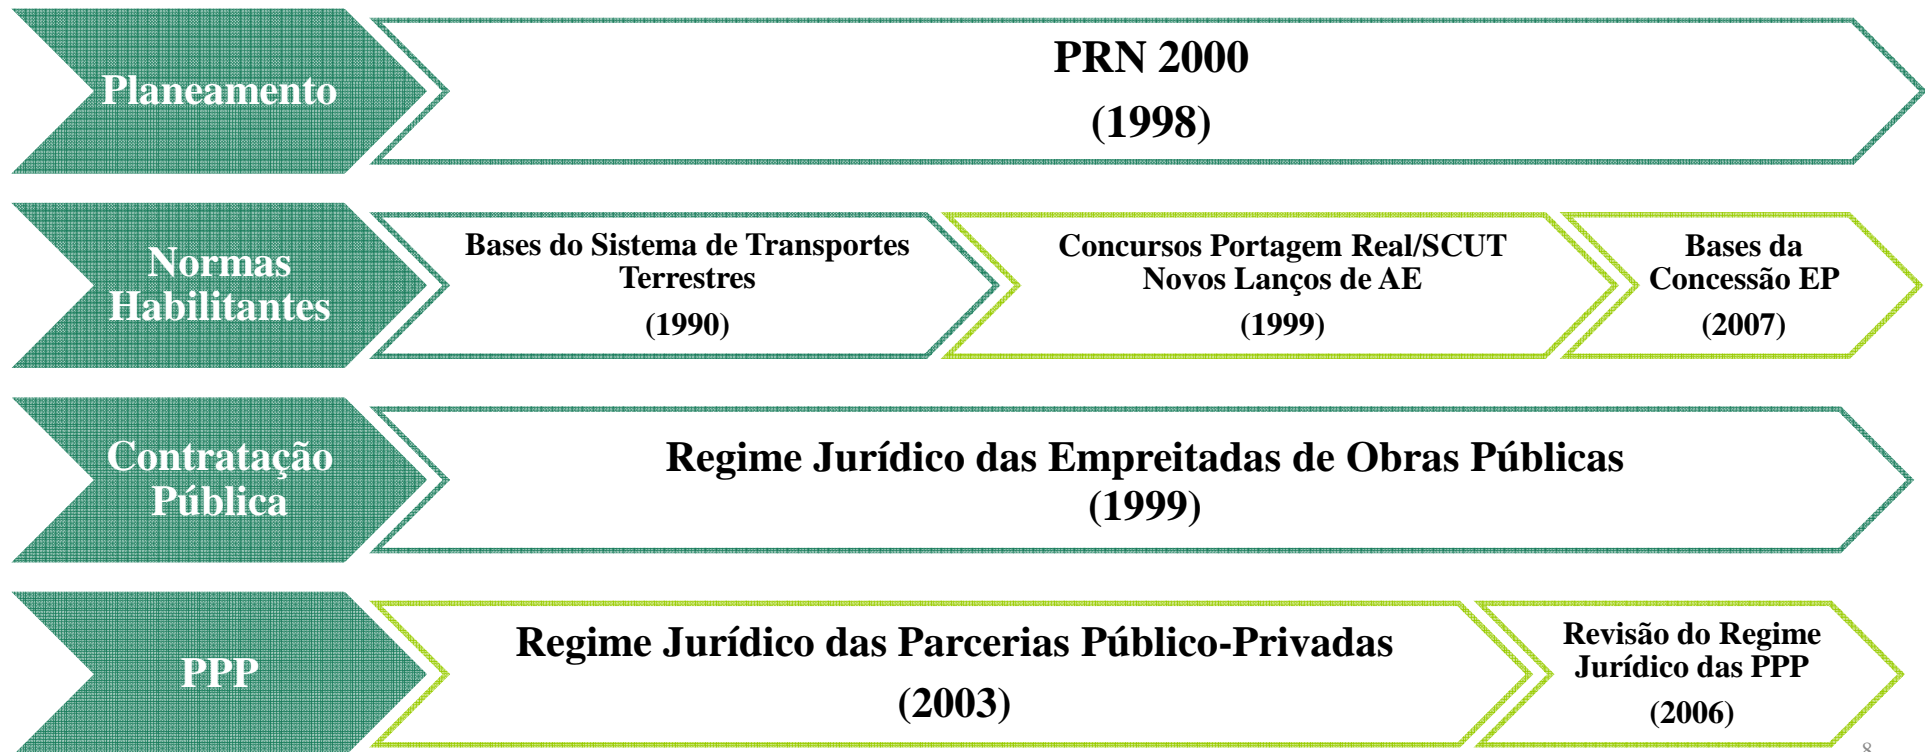 Planeamento
PRN 2000
(1998)
Normas
Habilitantes
Bases do Sistema de Transportes
Terrestres
(1990)
Concursos Portagem Real/SCUT
Novos Lanços de AE
(1999)
Bases da
Concessão EP
(2007)
Contratação
Pública
Regime Jurídico das Empreitadas de Obras Públicas
(1999)
PPP
Regime Jurídico das Parcerias Público-Privadas
(2003)
Revisão do Regime
Jurídico das PPP
(2006)
8